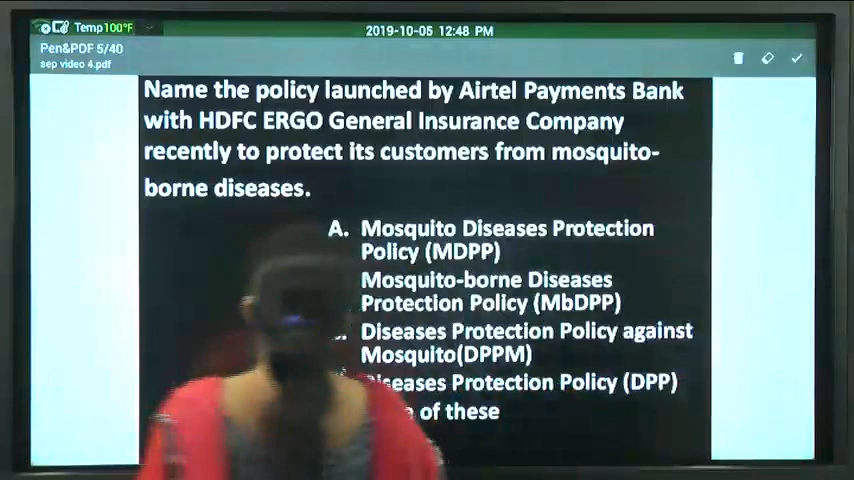 Temp100°F
2019-10-05 12:48 PM
Pen&PDF 5/40
sep video 4.pdf
Name the policy launched by Airtel Payments Bank
with HDFC ERGO General Insurance Company
recently to protect its customers from mosquito-
borne diseases.
A. Mosquito Diseases Protection
Policy (MDPP)
Mosquito-borne Diseases
Protection Policy (MbDPP)
Diseases Protection Policy against
Mosquito(DPPM)
Diseases Protection Policy (DPP)
of these